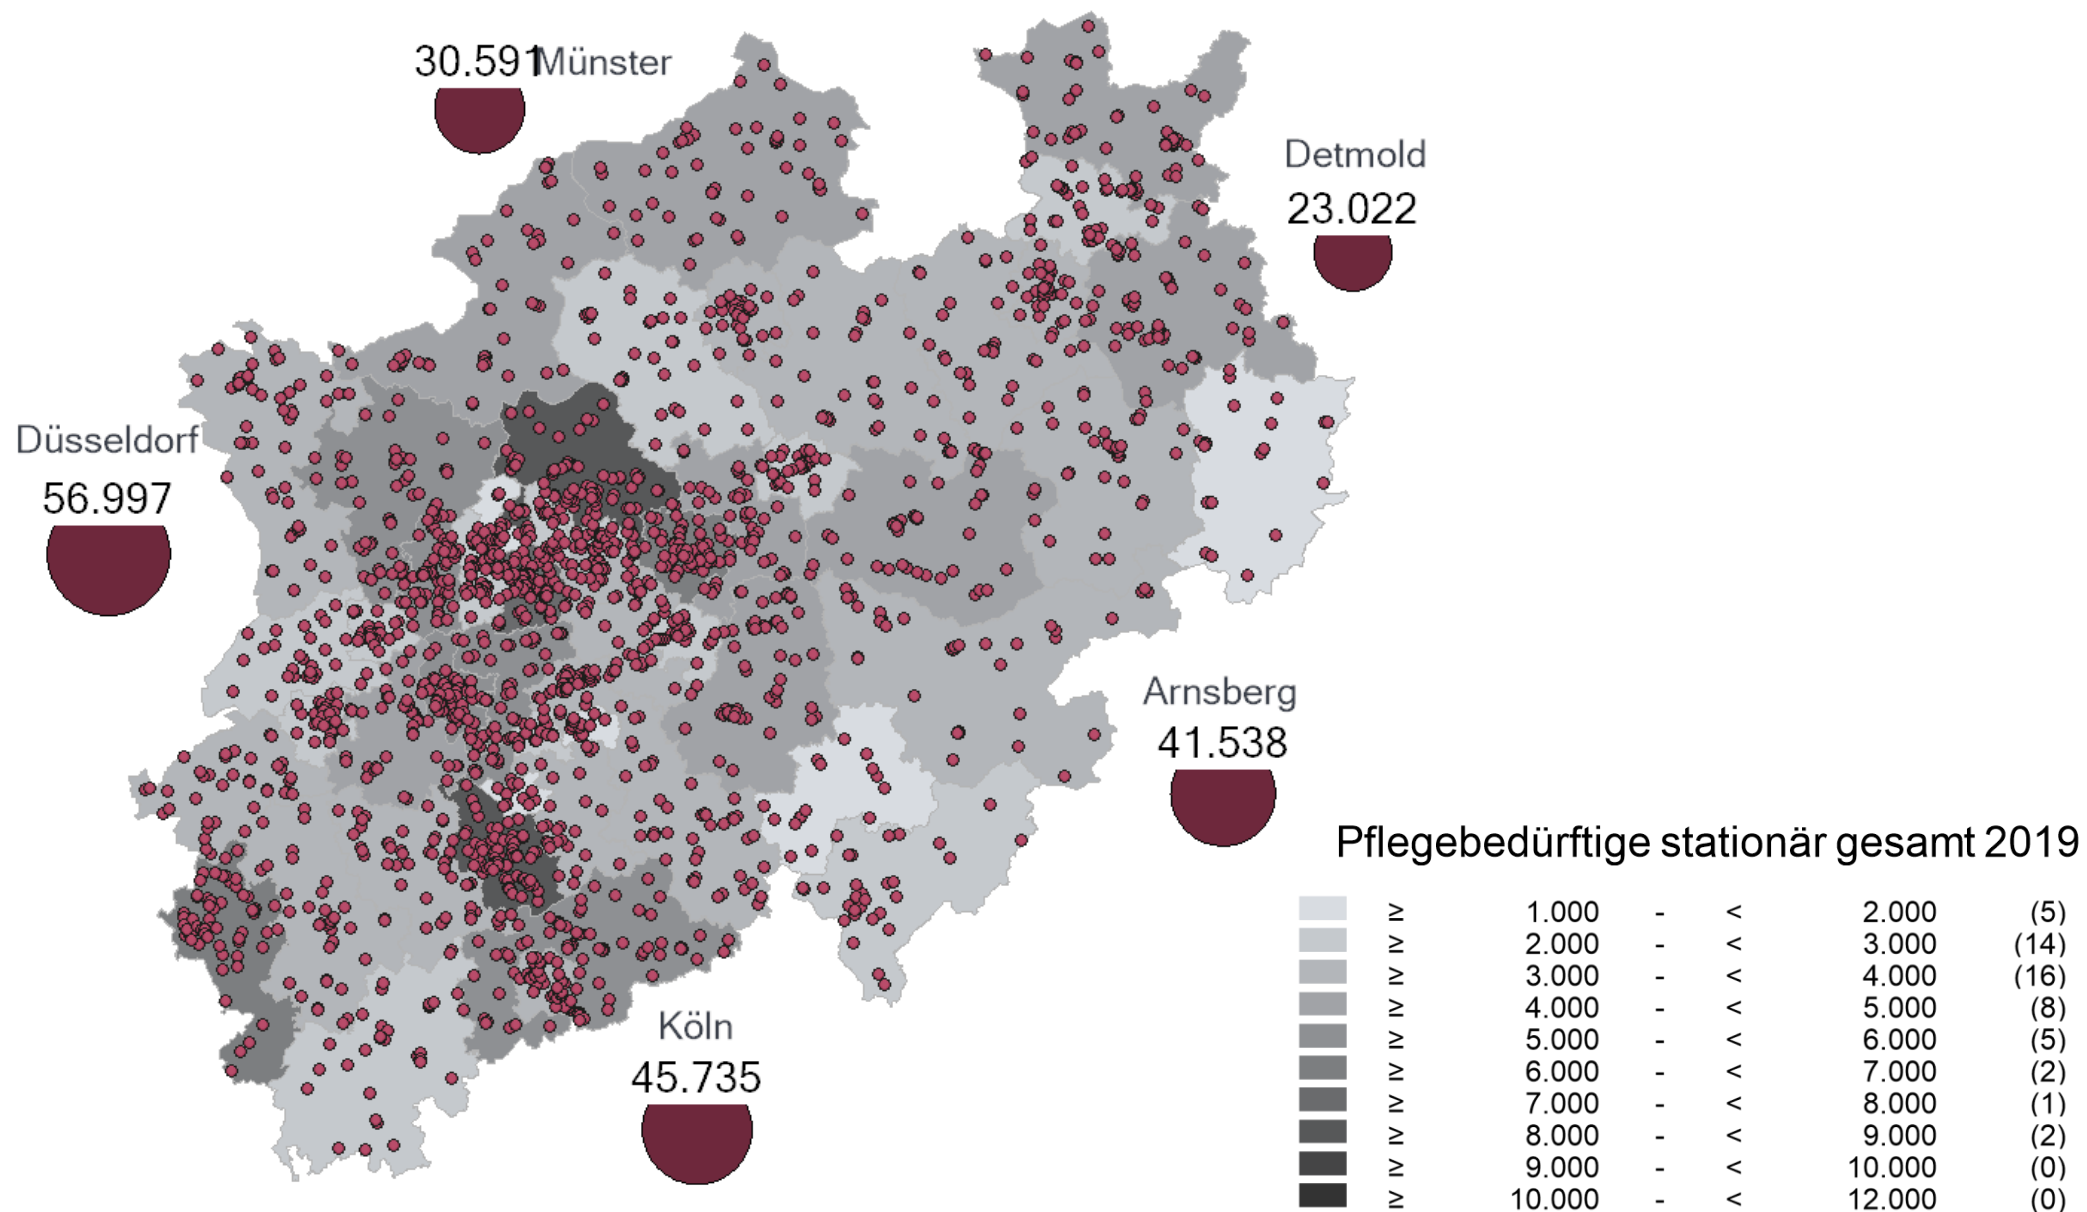 30.591 Münster
Detmold
23.022
Düsseldorf
56.997
Arnsberg
41.538
Köln
45.735
Pflegebedürftige stationär gesamt 2019
≥ 1.000 - < 2.000 (5)
≥ 2.000 - < 3.000 (14)
≥ 3.000 - < 4.000 (16)
≥ 4.000 - < 5.000 (8)
≥ 5.000 - < 6.000 (5)
≥ 6.000 - < 7.000 (2)
≥ 7.000 - < 8.000 (1)
≥ 8.000 - < 9.000 (2)
≥ 9.000 - < 10.000 (0)
≥ 10.000 - < 12.000 (0)